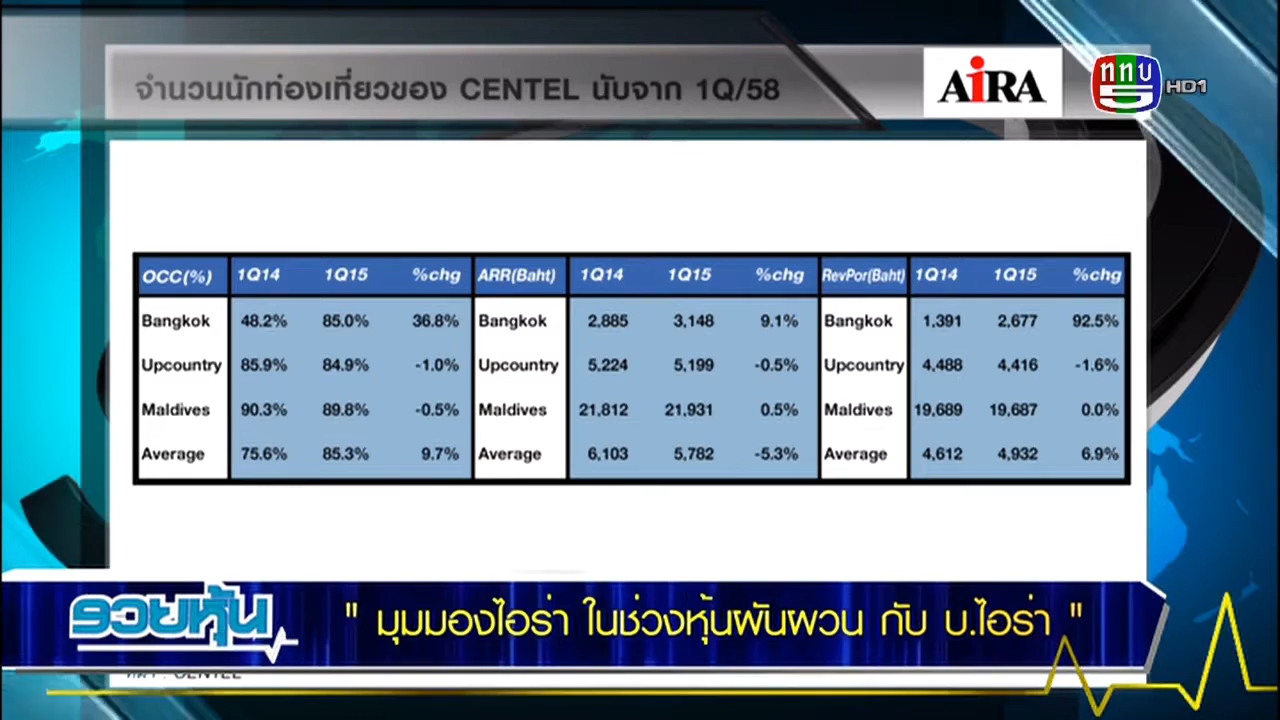 จำนวนนักท่องเที่ยวของ CENTEL นับจาก 1Q/58
AiRA
ททบ HD1
OCC(%) 1Q14 1Q15 %chg ARR(Baht) 1Q14 1Q15 %chg RevPor(Baht) 1Q14 1Q15 %chg
Bangkok 48.2% 85.0% 36.8% Bangkok 2,885 3,148 9.1% Bangkok 1,391 2,677 92.5%
Upcountry 85.9% 84.9% -1.0% Upcountry 5,224 5,199 -0.5% Upcountry 4,488 4,416 -1.6%
Maldives 90.3% 89.8% -0.5% Maldives 21,812 21,931 0.5% Maldives 19,689 19,687 0.0%
Average 75.6% 85.3% 9.7% Average 6,103 5,782 -5.3% Average 4,612 4,932 6.9%
รวยหุ้น
" มุมมองไอร่า ในช่วงหุ้นผันผวน กับ บ.ไอร่า "
CENTEL